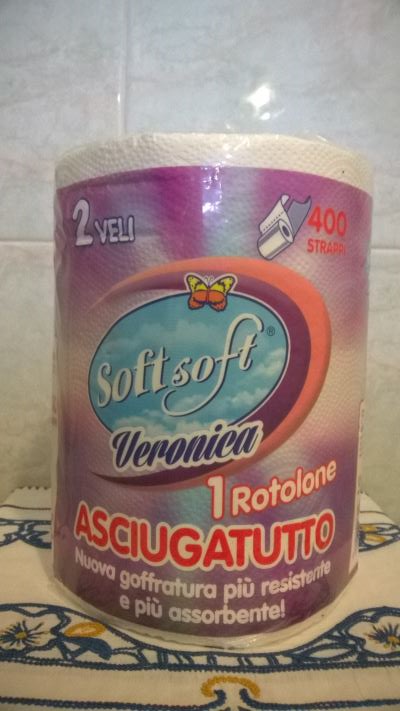 2 VELI
400
STRAPPI
Soft soft ®
Veronica
1 Rotolone
ASCIUGATUTTO
Nuova goffratura più resistente
e più assorbente!